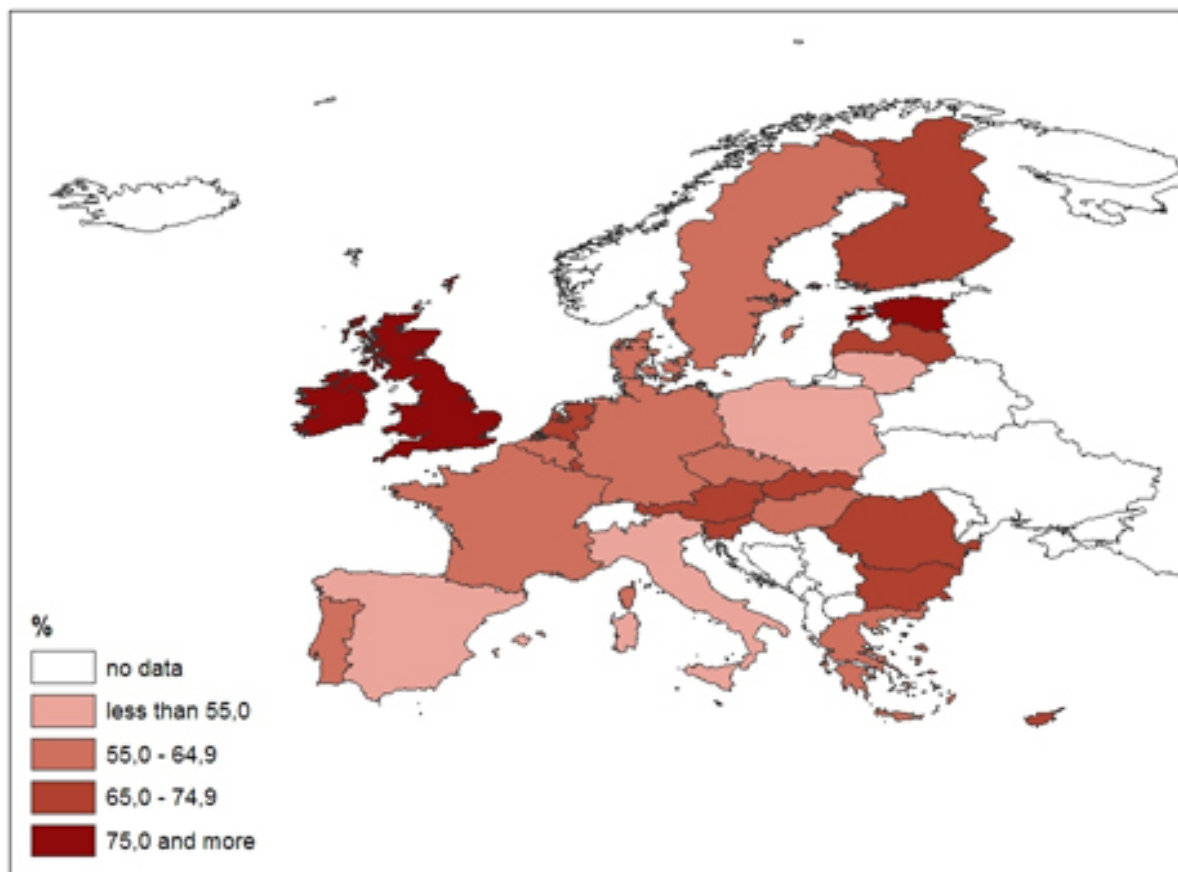 %
no data
less than 55,0
55,0 - 64,9
65,0 - 74,9
75,0 and more